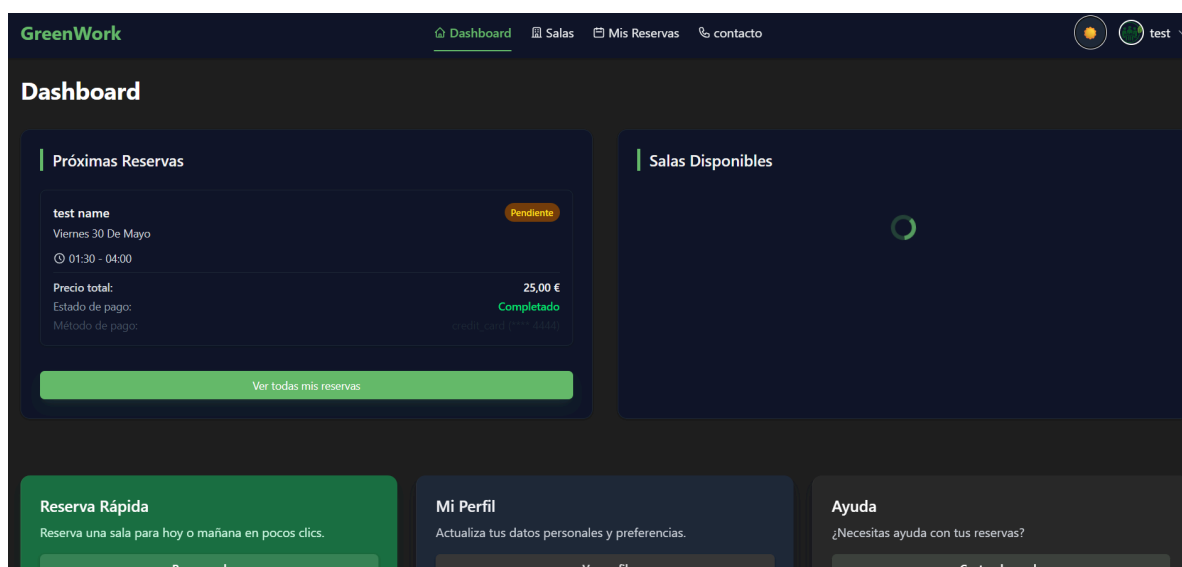 GreenWork
Dashboard
Salas
Mis Reservas
contacto
test
Dashboard
Próximas Reservas
test name
Pendiente
Viernes 30 De Mayo
01:30 - 04:00
Precio total:
25,00 €
Estado de pago:
Completado
Método de pago:
credit_card (**** 4444)
Ver todas mis reservas
Salas Disponibles
Reserva Rápida
Reserva una sala para hoy o mañana en pocos clics.
Mi Perfil
Actualiza tus datos personales y preferencias.
Ayuda
¿Necesitas ayuda con tus reservas?